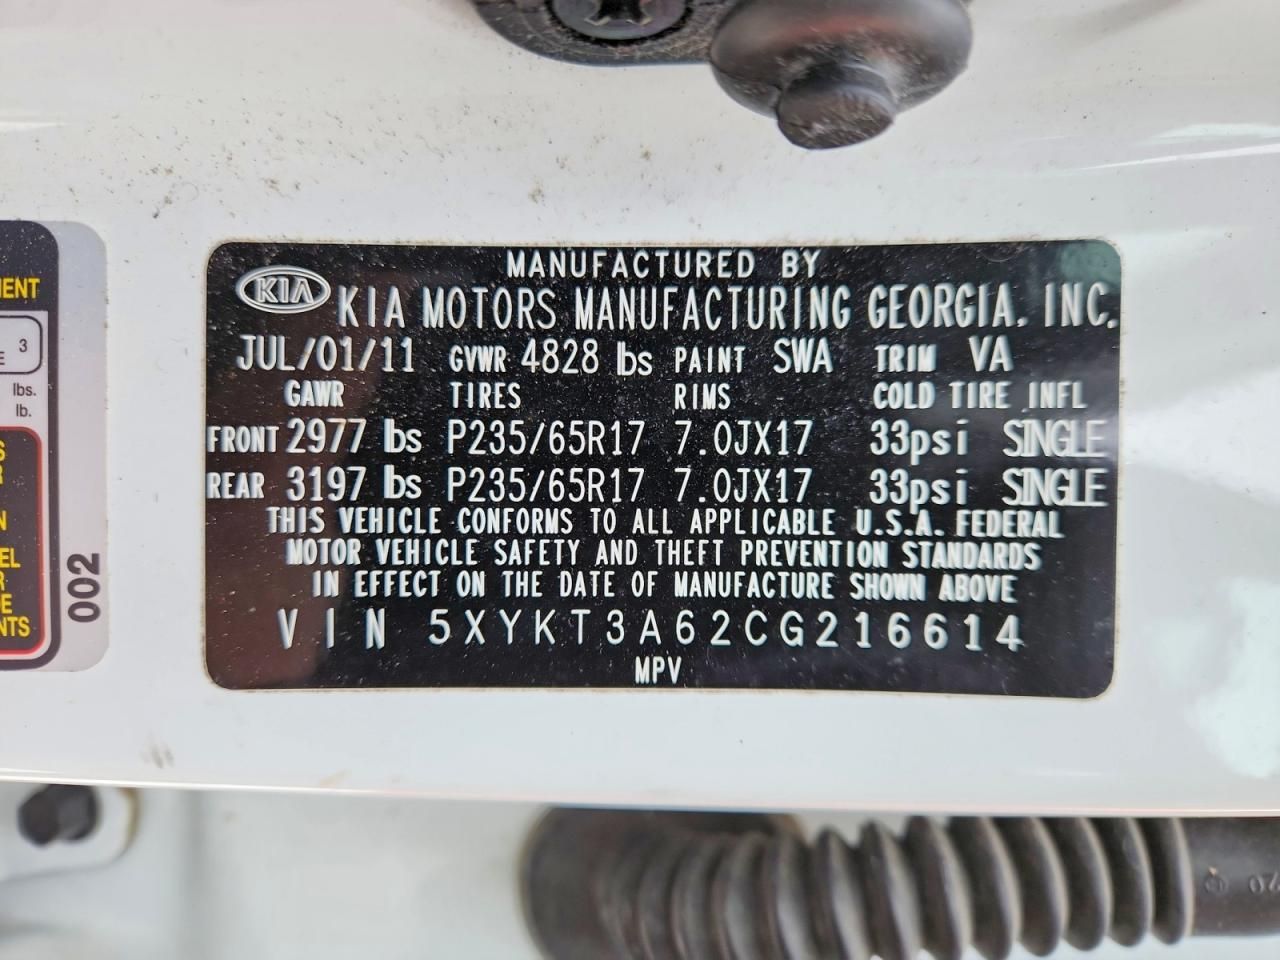 MANUFACTURED BY
KIA KIA MOTORS MANUFACTURING GEORGIA, INC.
JUL/01/11 GVWR 4828 lbs PAINT SWA TRIM VA
GAWR TIRES RIMS COLD TIRE INFL
FRONT 2977 lbs P235/65R17 7.0JX17 33psi SINGLE
REAR 3197 lbs P235/65R17 7.0JX17 33psi SINGLE
THIS VEHICLE CONFORMS TO ALL APPLICABLE U.S.A. FEDERAL
MOTOR VEHICLE SAFETY AND THEFT PREVENTION STANDARDS
IN EFFECT ON THE DATE OF MANUFACTURE SHOWN ABOVE
VIN 5XYKT3A62CG216614
MPV
3
lbs.
lb.
002